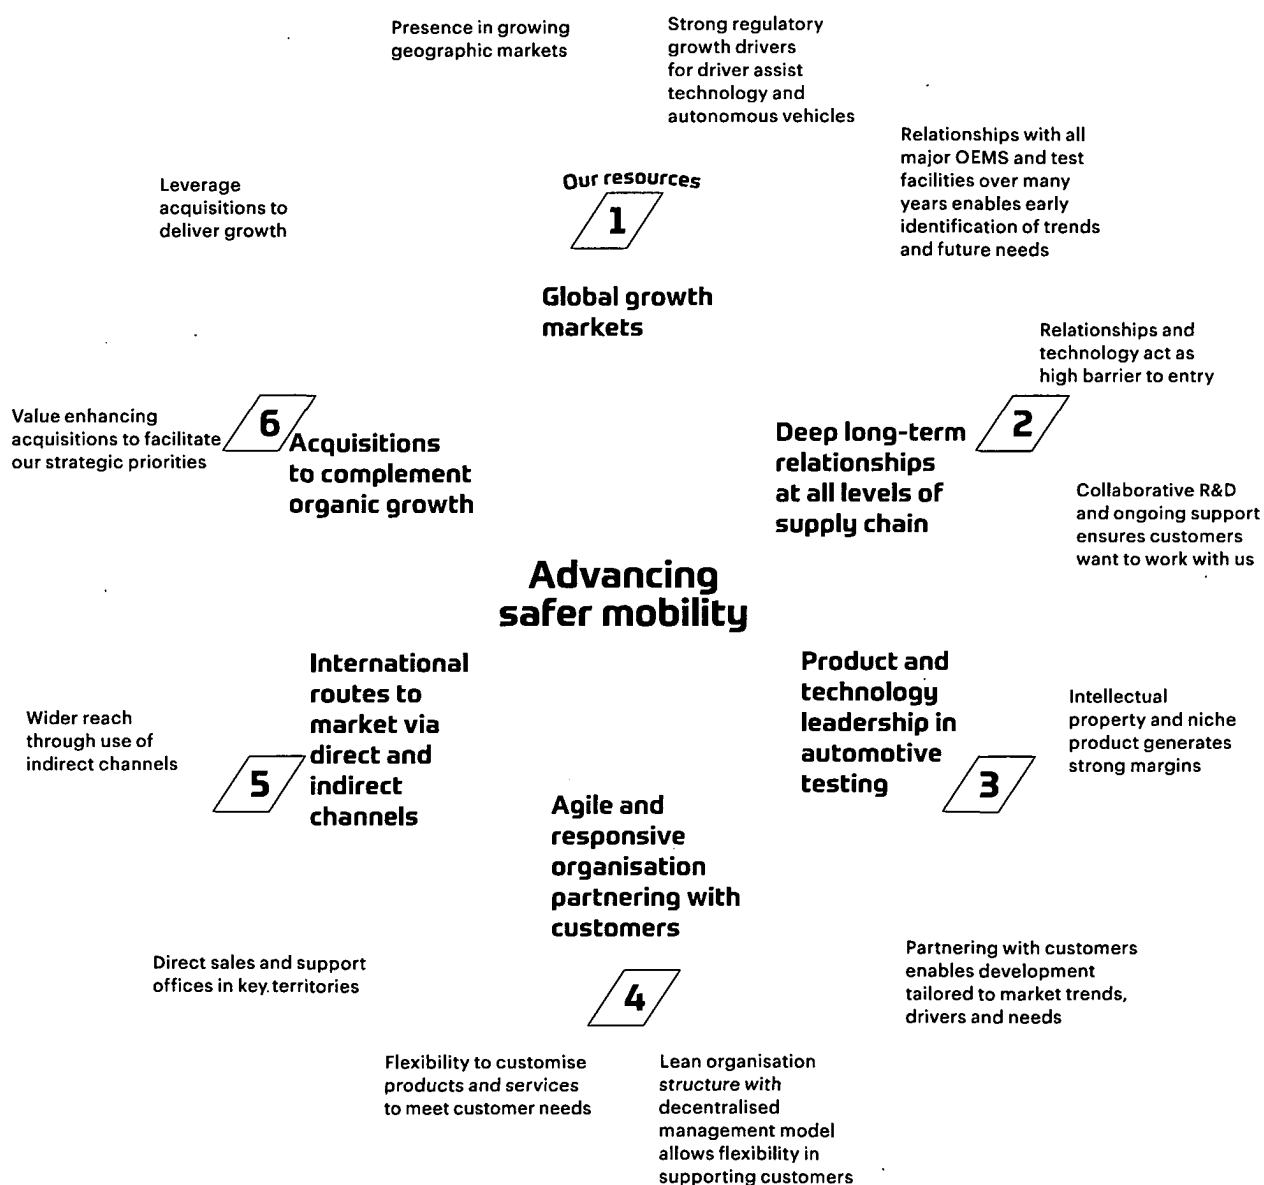 Presence in growing
geographic markets
Strong regulatory
growth drivers
for driver assist
technology and
autonomous vehicles
Relationships with all
major OEMS and test
facilities over many
years enables early
identification of trends
and future needs
Leverage
acquisitions to
deliver growth
Our resources
1
Global growth
markets
Relationships and
technology act as
high barrier to entry
2
Deep long-term
relationships
at all levels of
supply chain
Collaborative R&D
and ongoing support
ensures customers
want to work with us
Value enhancing
acquisitions to facilitate
our strategic priorities
6
Acquisitions
to complement
organic growth
Advancing
safer mobility
International
routes to
market via
direct and
indirect
channels
5
Wider reach
through use of
indirect channels
Product and
technology
leadership in
automotive
testing
3
Intellectual
property and niche
product generates
strong margins
Agile and
responsive
organisation
partnering with
customers
4
Direct sales and support
offices in key territories
Partnering with customers
enables development
tailored to market trends,
drivers and needs
Flexibility to customise
products and services
to meet customer needs
Lean organisation
structure with
decentralised
management model
allows flexibility in
supporting customers